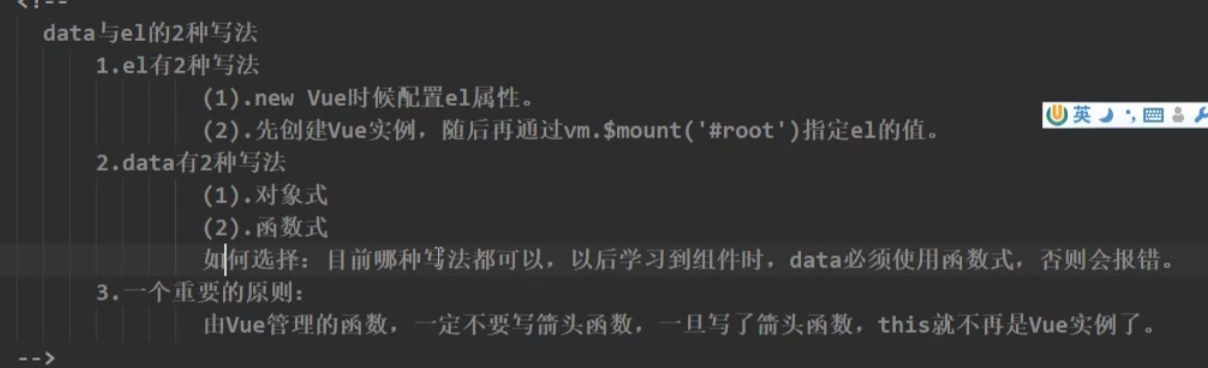 <!--
data与el的2种写法
1.el有2种写法
(1).new Vue时候配置el属性。
(2).先创建Vue实例，随后再通过vm.$mount('#root')指定el的值。
英
2.data有2种写法
(1).对象式
(2).函数式
如何选择：目前哪种写法都可以，以后学习到组件时，data必须使用函数式，否则会报错。
3.一个重要的原则：
由Vue管理的函数，一定不要写箭头函数，一旦写了箭头函数，this就不再是Vue实例了。
-->